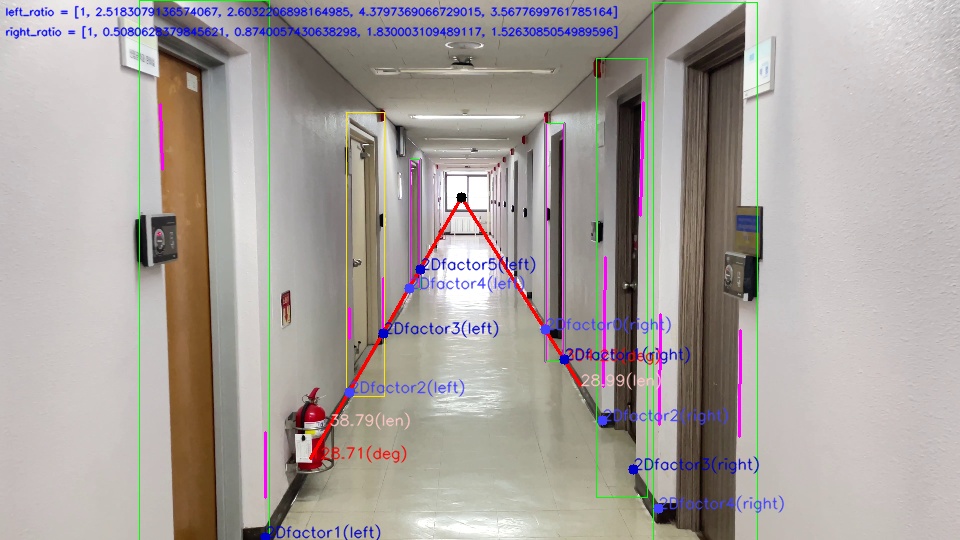 left_ratio = [1, 2.5183079136574067, 2.6032206898164985, 4.3797369066729015, 3.5677699761785164]
right_ratio = [1, 0.5080628379845621, 0.8740057430638298, 1.830003109489117, 1.5263085054989596]
2Dfactor5(left)
2Dfactor4(left)
2Dfactor3(left)
2Dfactor0(right)
2Dfactor1(right)
28.99(len)
2Dfactor2(left)
38.79(len)
2Dfactor2(right)
28.71(deg)
2Dfactor3(right)
2Dfactor4(right)
2Dfactor1(left)